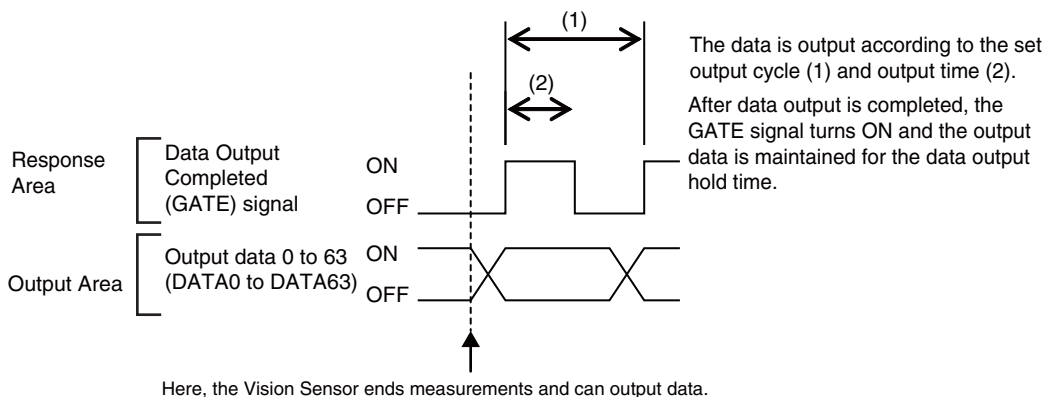 (1)
The data is output according to the set
output cycle (1) and output time (2).
(2)
After data output is completed, the
GATE signal turns ON and the output
data is maintained for the data output
hold time.
Response
Area
Data Output
Completed
(GATE) signal
ON
OFF
Output Area
Output data 0 to 63
(DATA0 to DATA63)
ON
OFF
Here, the Vision Sensor ends measurements and can output data.